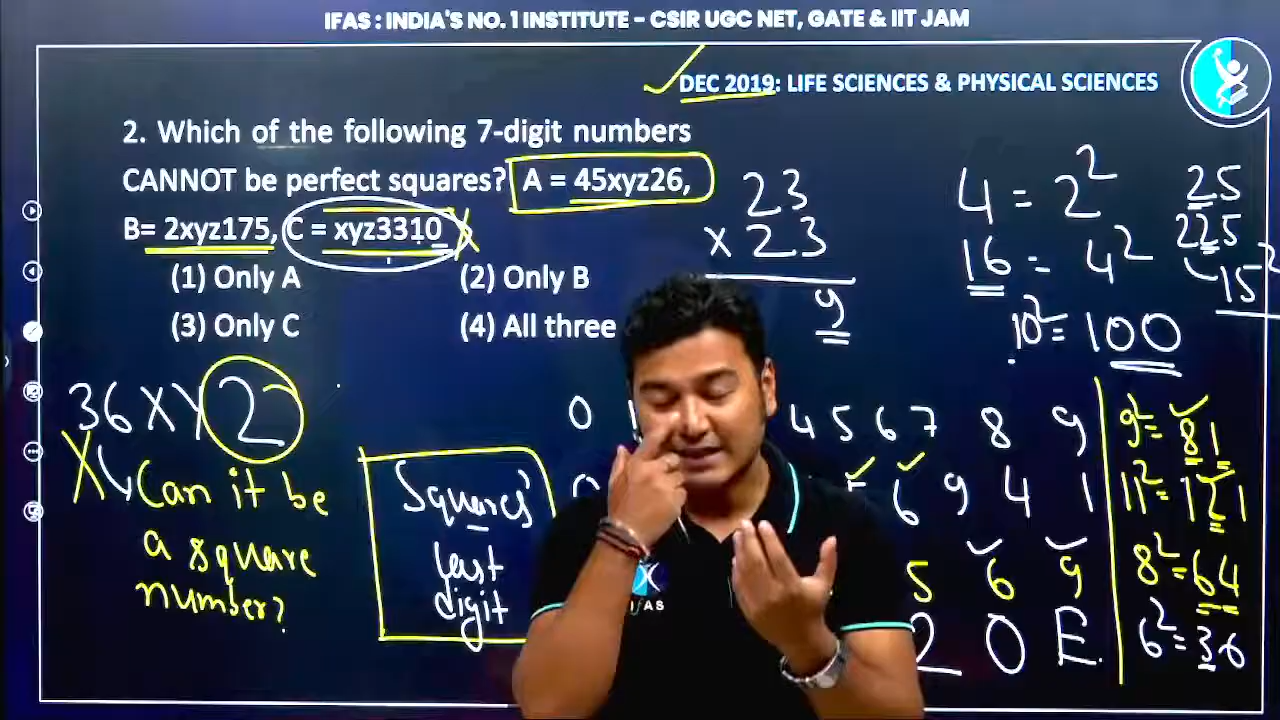 IFAS : INDIA'S NO. 1 INSTITUTE - CSIR UGC NET, GATE & IIT JAM
DEC 2019: LIFE SCIENCES & PHYSICAL SCIENCES
2. Which of the following 7-digit numbers
CANNOT be perfect squares? A = 45xyz26,
B= 2xyz175, C = xyz3310 X
(1) Only A (2) Only B
(3) Only C (4) All three
23
x 23
9
4 = 2²
16 = 4²
10² = 100
25
225
15²
36 X Y 2
X Can it be
a square
number?
Squares'
last
digit
0 4 5 6 7 8 9
6 9 4 1
5 6 9
2 0 E
9² = 81
11² = 121
8² = 64
6² = 36
IFAS